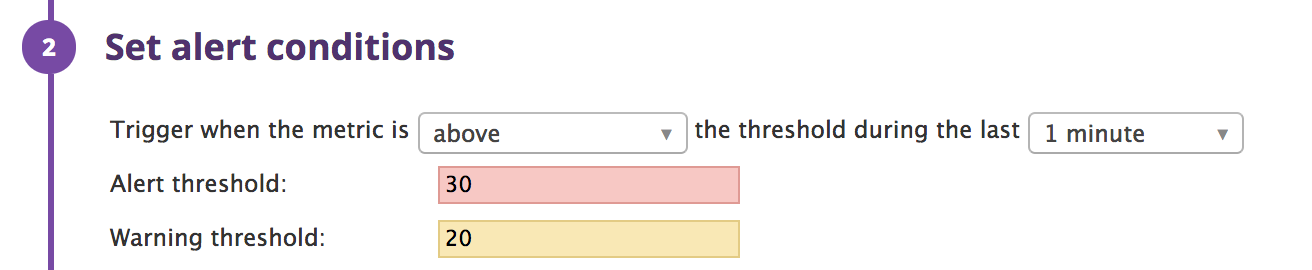 2 Set alert conditions
Trigger when the metric is above ▼ the threshold during the last 1 minute ▼
Alert threshold: 30
Warning threshold: 20